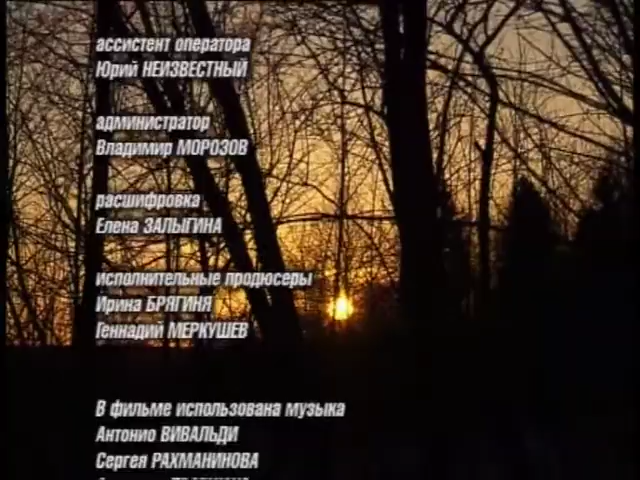 ассистент оператора
Юрий НЕИЗВЕСТНЫЙ
администратор
Владимир МОРОЗОВ
расшифровка
Елена ЗАЛЫГИНА
исполнительные продюсеры
Ирина БРЯГИНЯ
Геннадий МЕРКУШЕВ
В фильме использована музыка
Антонио ВИВАЛЬДИ
Сергея РАХМАНИНОВА